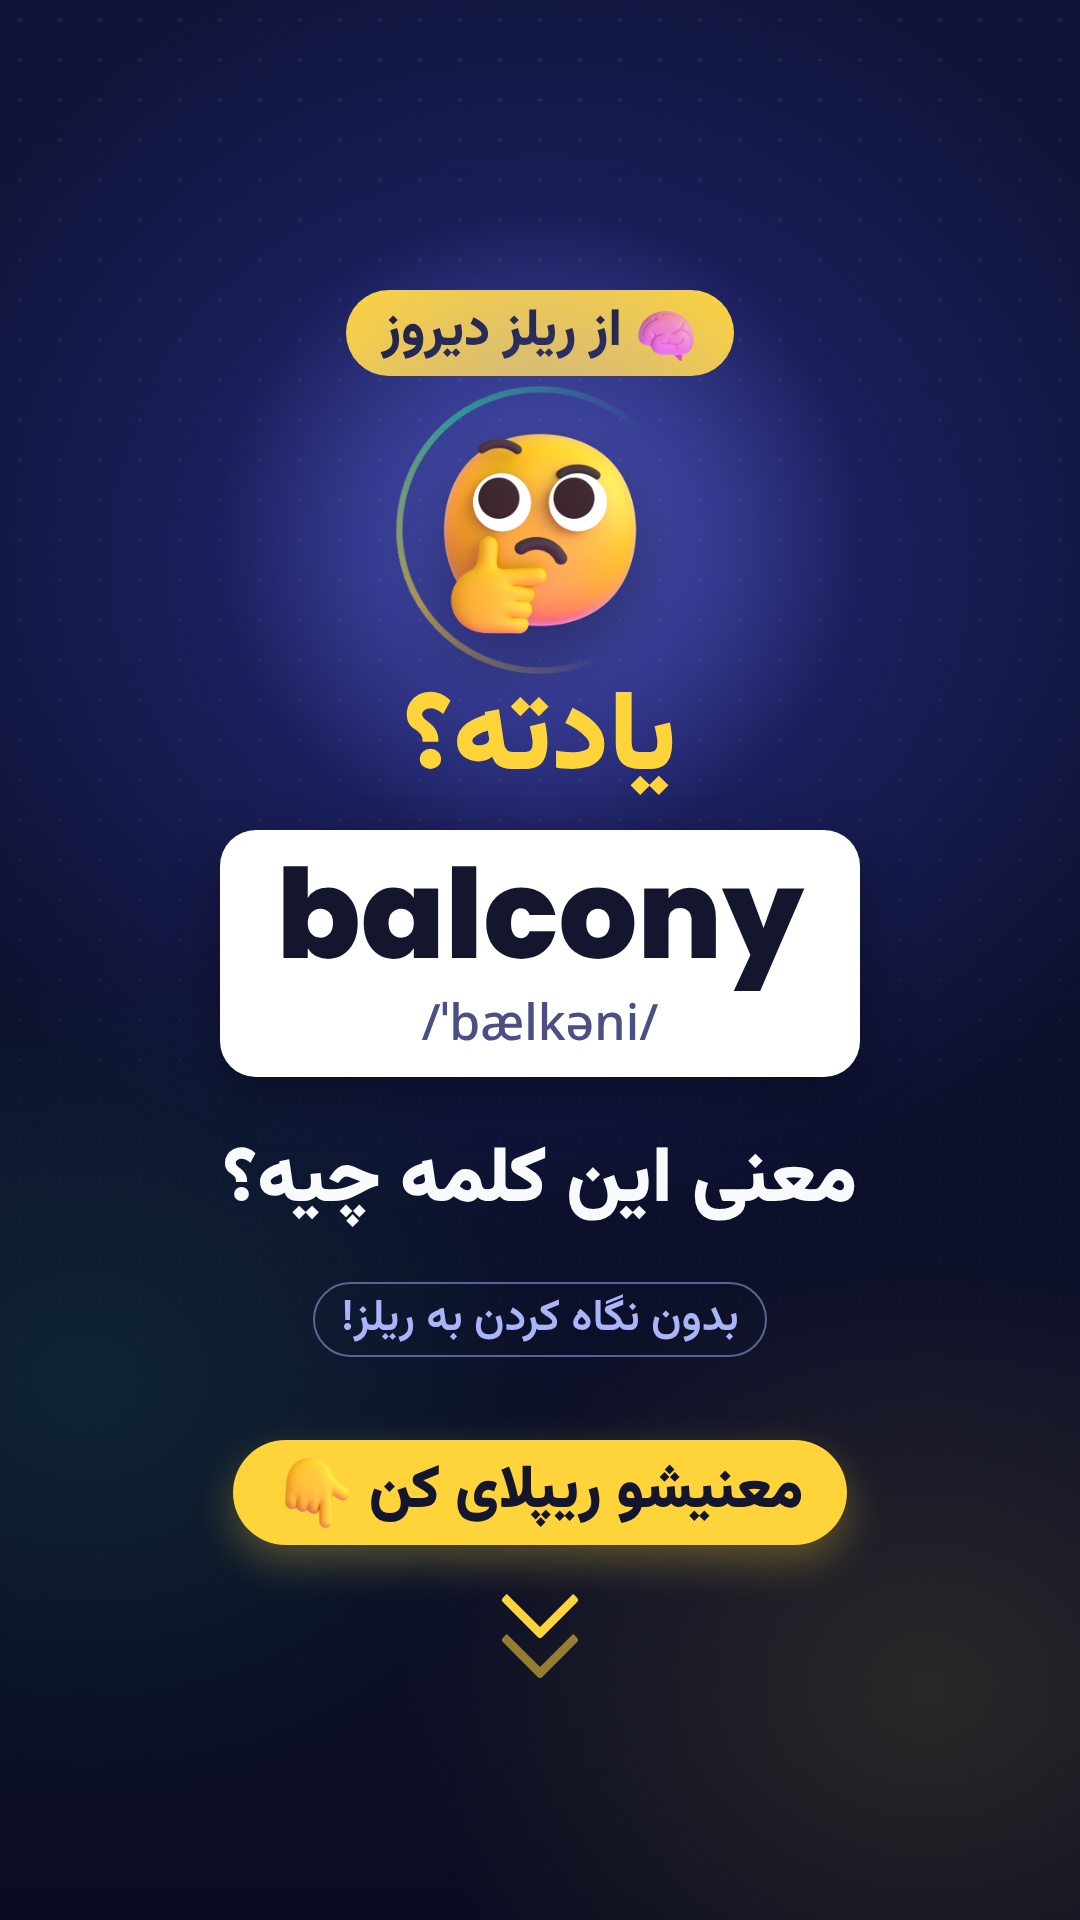 🧠 از ریلز دیروز
یادته؟
balcony
/ˈbælkəni/
معنی این کلمه چیه؟
بدون نگاه کردن به ریلز!
معنیشو ریپلای کن 👇